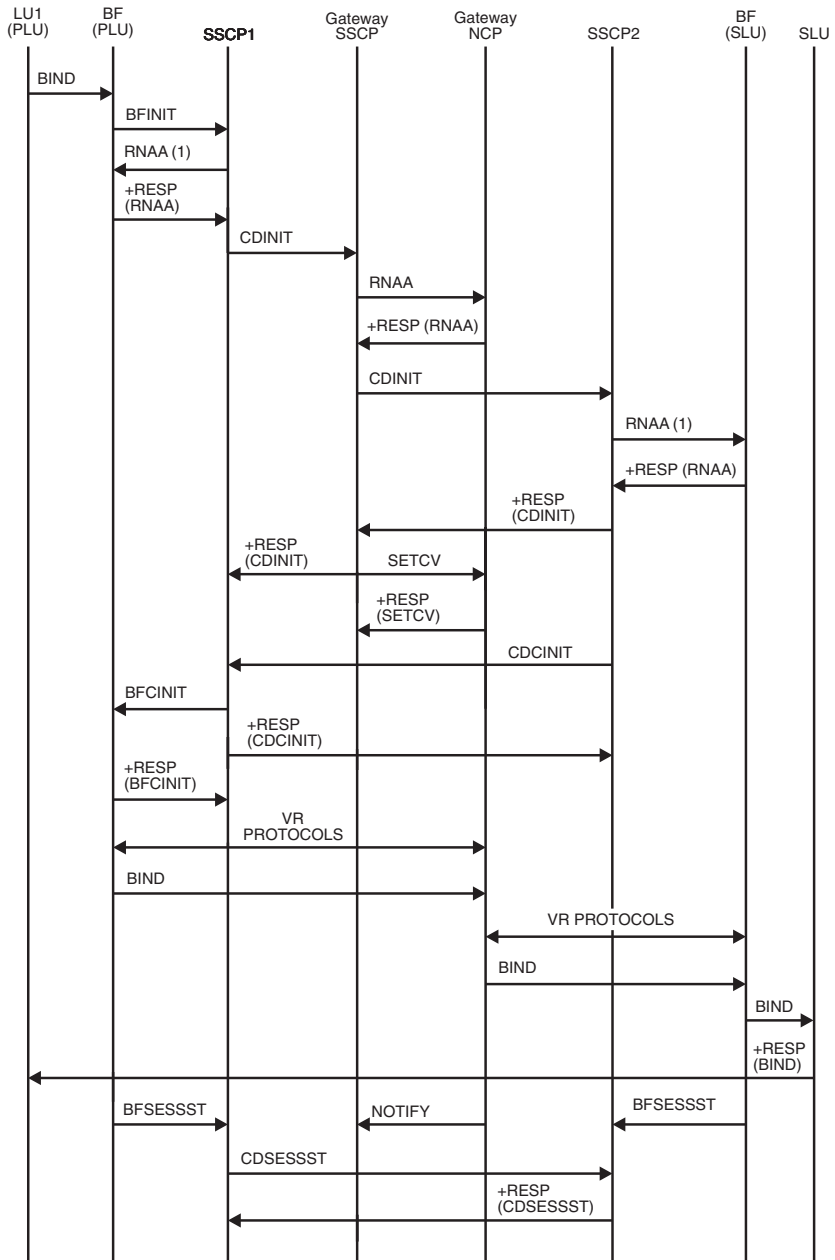 LU1
(PLU)
BF
(PLU)
SSCP1
Gateway
SSCP
Gateway
NCP
SSCP2
BF
(SLU)
SLU
BIND
BFINIT
RNAA (1)
+RESP
(RNAA)
CDINIT
RNAA
+RESP (RNAA)
CDINIT
RNAA (1)
+RESP (RNAA)
+RESP
(CDINIT)
+RESP
(CDINIT)
SETCV
+RESP
(SETCV)
CDCINIT
BFCINIT
+RESP
(CDCINIT)
+RESP
(BFCINIT)
VR
PROTOCOLS
BIND
VR PROTOCOLS
BIND
BIND
+RESP
(BIND)
BFSESSST
NOTIFY
BFSESSST
CDSESSST
+RESP
(CDSESSST)